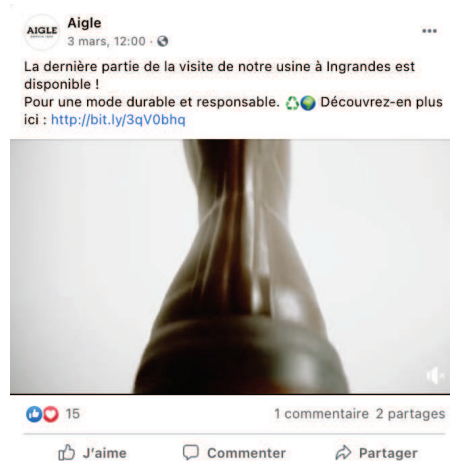 AIGLE
Aigle
3 mars, 12:00 ·
La dernière partie de la visite de notre usine à Ingrandes est
disponible !
Pour une mode durable et responsable. ♻️🌍 Découvrez-en plus
ici : http://bit.ly/3qV0bhq
15
1 commentaire 2 partages
J'aime
Commenter
Partager